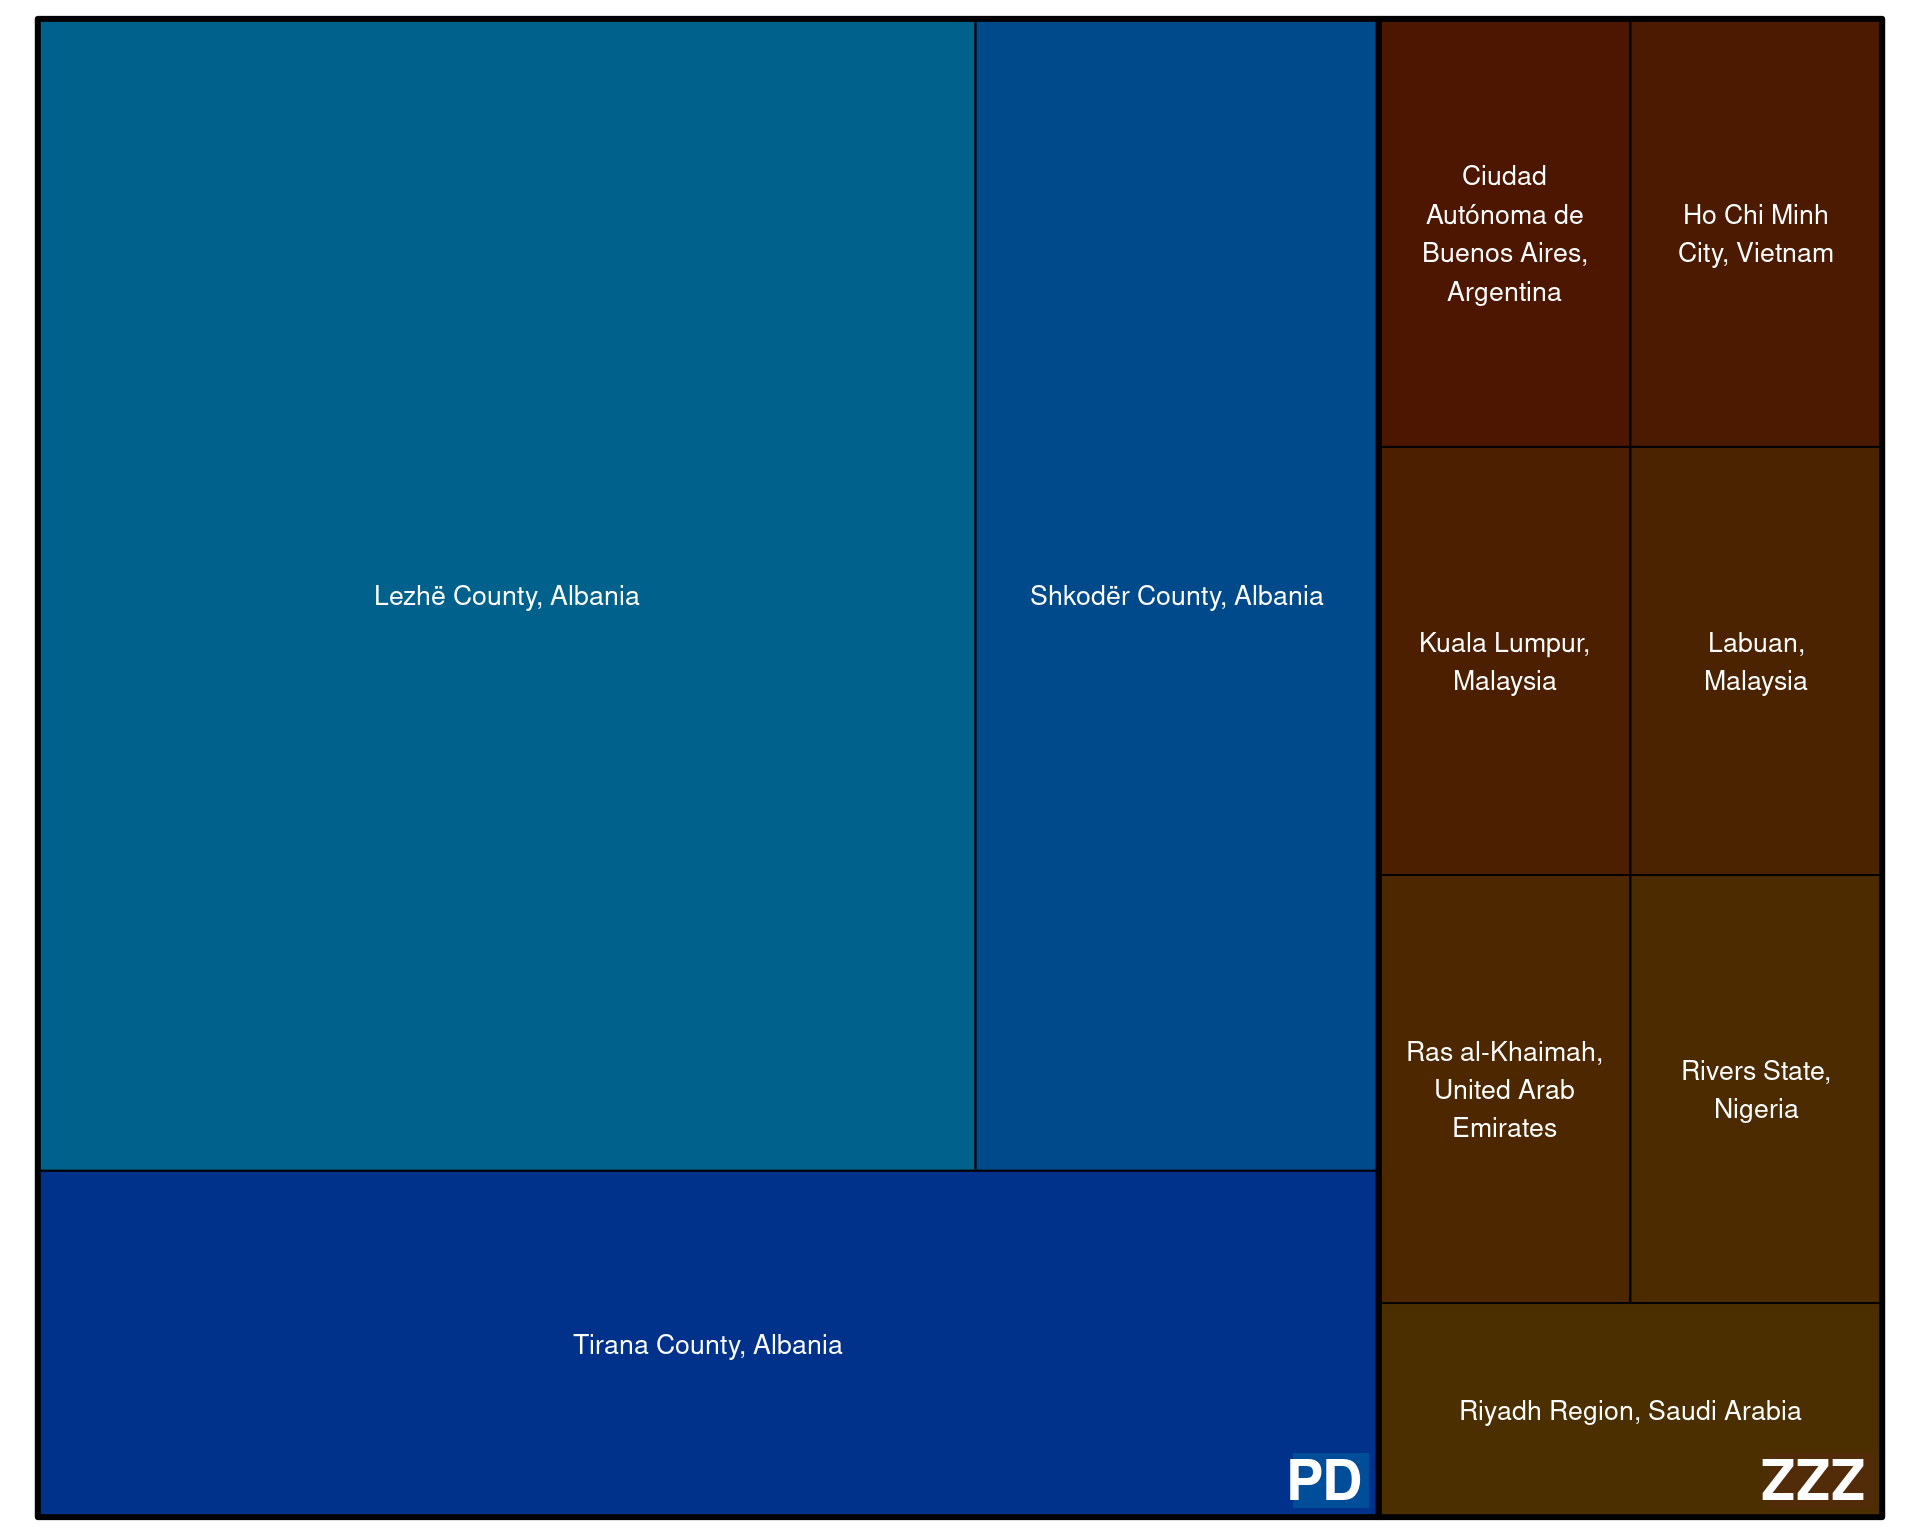 Lezhë County, Albania
Shkodër County, Albania
Tirana County, Albania
PD
Ciudad
Autónoma de
Buenos Aires,
Argentina
Ho Chi Minh
City, Vietnam
Kuala Lumpur,
Malaysia
Labuan,
Malaysia
Ras al-Khaimah,
United Arab
Emirates
Rivers State,
Nigeria
Riyadh Region, Saudi Arabia
ZZZ